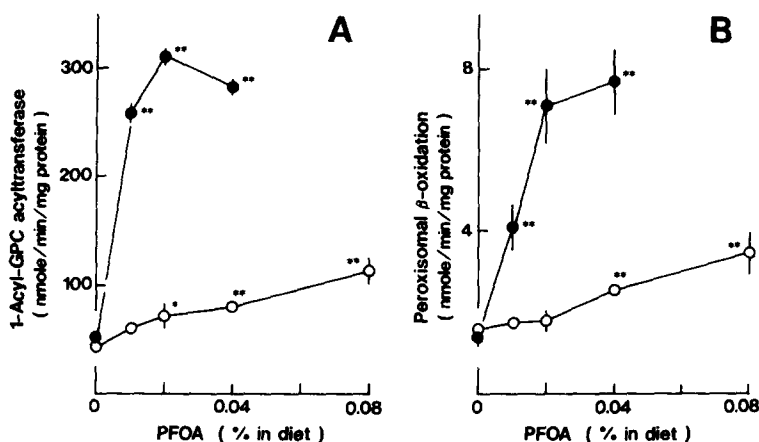 A
1-Acyl-GPC acyltransferase
( nmole/min/mg protein)
300
200
100
**
**
**
*
**
**
0
0.04
0.08
PFOA ( % in diet )
B
Peroxisomal β-oxidation
( nmol/min/mg protein)
8
4
**
**
**
**
**
0
0.04
0.08
PFOA ( % in diet )